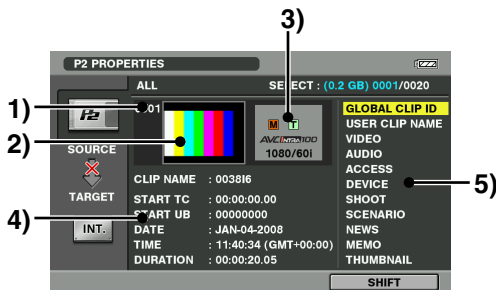 3)
P2 PROPERTIES
ALL SELECT : (0.2 GB) 0001/0020
1)
2)
P2
M T
AVC INTRA 100
1080/60i
SOURCE
TARGET
INT.
4)
CLIP NAME : 0038I6
START TC : 00:00:00.00
START UB : 00000000
DATE : JAN-04-2008
TIME : 11:40:34 (GMT+00:00)
DURATION : 00:00:20.05
GLOBAL CLIP ID
USER CLIP NAME
VIDEO
AUDIO
ACCESS
DEVICE
SHOOT
SCENARIO
NEWS
MEMO
THUMBNAIL
5)
SHIFT